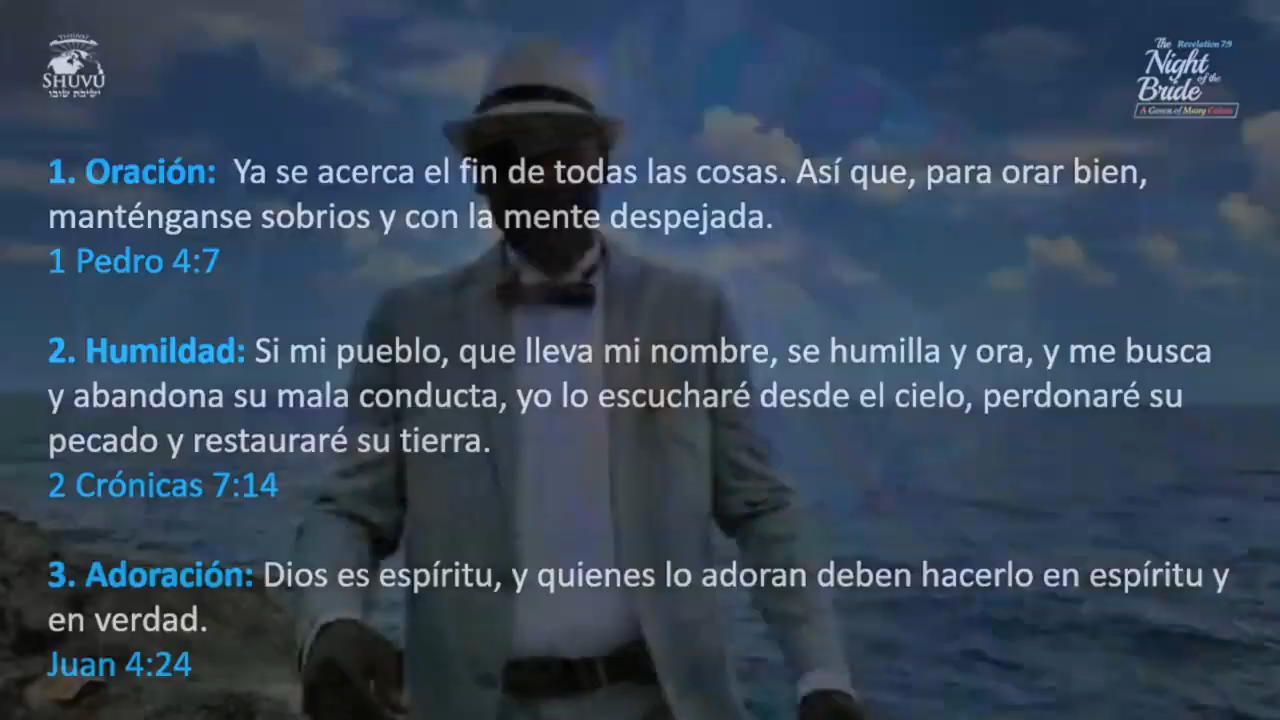 SHUVÚ
ישיבת שובו
The Revelation 7:9
Night
of the
Bride
A Gown of Many Colors
1. Oración: Ya se acerca el fin de todas las cosas. Así que, para orar bien,
manténganse sobrios y con la mente despejada.
1 Pedro 4:7
2. Humildad: Si mi pueblo, que lleva mi nombre, se humilla y ora, y me busca
y abandona su mala conducta, yo lo escucharé desde el cielo, perdonaré su
pecado y restauraré su tierra.
2 Crónicas 7:14
3. Adoración: Dios es espíritu, y quienes lo adoran deben hacerlo en espíritu y
en verdad.
Juan 4:24